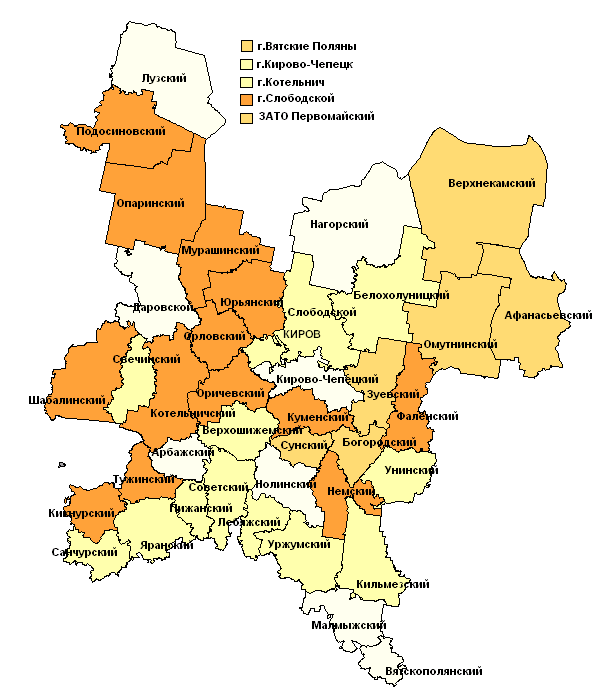 г.Вятские Поляны
г.Кирово-Чепецк
г.Котельнич
г.Слободской
ЗАТО Первомайский
Лузский
Подосиновский
Опаринский
Верхнекамский
Нагорский
Мурашинский
Юрьянский
Белохолуницкий
Даровской
Слободской
Афанасьевский
Орловский
КИРОВ
Омутнинский
Свечинский
Кирово-Чепецкий
Зуевский
Шабалинский
Оричевский
Котельничский
Куменский
Фаленский
Верхошижемский
Богородский
Сунский
Арбажский
Унинский
Тужинский
Советский
Нолинский
Немский
Кикнурский
Пижанский
Лебяжский
Яранский
Уржумский
Санчурский
Кильмезский
Малмыжский
Вятскополянский